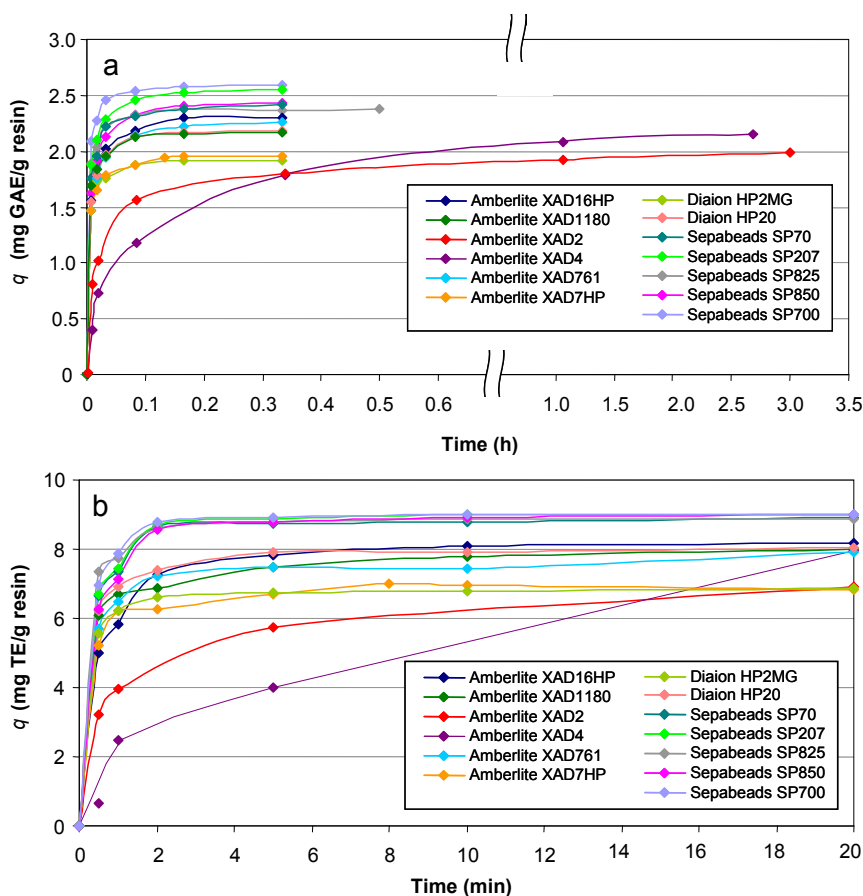 a
3.0
2.5
2.0
1.5
1.0
0.5
0
q (mg GAE/g resin)
Amberlite XAD16HP
Amberlite XAD1180
Amberlite XAD2
Amberlite XAD4
Amberlite XAD761
Amberlite XAD7HP
Diaion HP2MG
Diaion HP20
Sepabeads SP70
Sepabeads SP207
Sepabeads SP825
Sepabeads SP850
Sepabeads SP700
0 0.1 0.2 0.3 0.4 0.5 0.6 1.0 1.5 2.0 2.5 3.0 3.5
Time (h)
b
10
8
6
4
2
0
q (mg TE/g resin)
Amberlite XAD16HP
Amberlite XAD1180
Amberlite XAD2
Amberlite XAD4
Amberlite XAD761
Amberlite XAD7HP
Diaion HP2MG
Diaion HP20
Sepabeads SP70
Sepabeads SP207
Sepabeads SP825
Sepabeads SP850
Sepabeads SP700
0 2 4 6 8 10 12 14 16 18 20
Time (min)